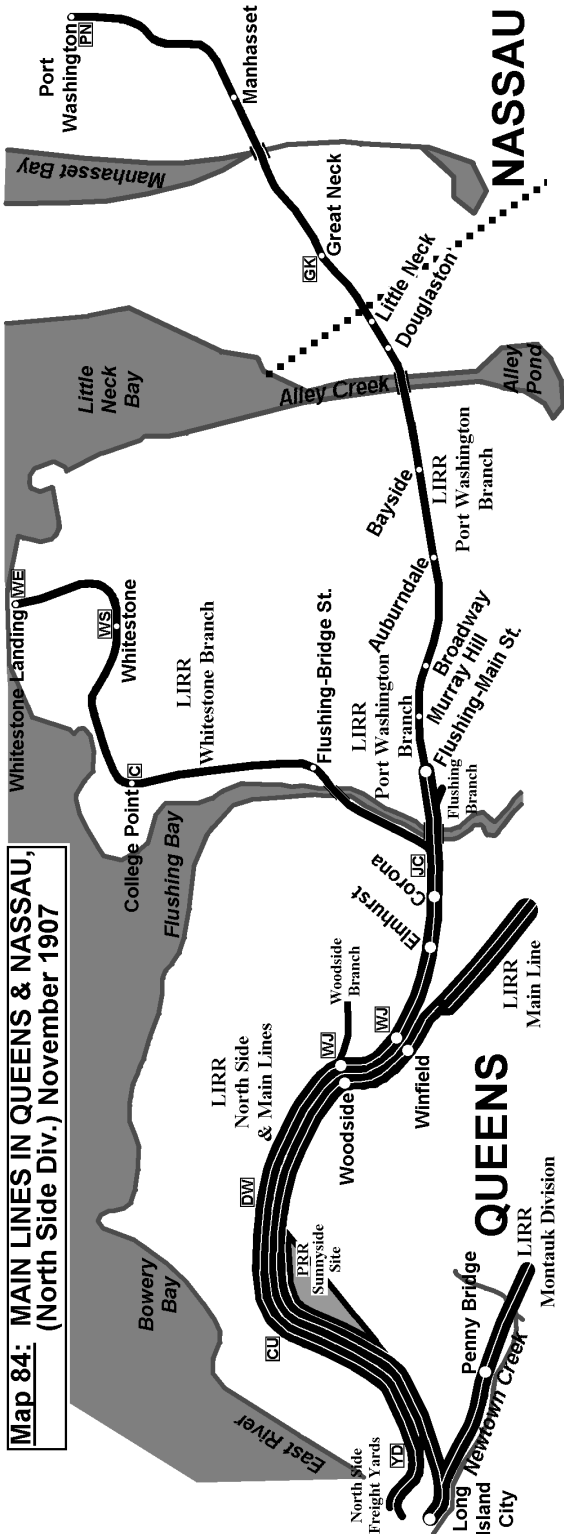 Map 84: MAIN LINES IN QUEENS & NASSAU,
(North Side Div.) November 1907
Port
Washington
PN
Manhasset
Manhasset Bay
NASSAU
Great Neck
GK
Little Neck
Douglaston
Little
Neck
Bay
Alley Creek
Alley
Pond
Bayside
LIRR
Port Washington
Branch
Auburndale
Broadway
Murray Hill
Flushing-Main St.
Whitestone Landing
WE
WS
Whitestone
LIRR
Whitestone Branch
College Point
C
Flushing-Bridge St.
LIRR
Port Washington
Branch
Flushing
Branch
Flushing Bay
JC
Corona
Elmhurst
WJ
Winfield
LIRR
Main Line
Woodside
Branch
WJ
Woodside
LIRR
North Side
& Main Lines
DW
QUEENS
PRR
Sunnyside
Site
CU
Bowery
Bay
East River
Penny Bridge
LIRR
Montauk Division
Newtown Creek
North Side
Freight Yards
YD
Long
Island
City